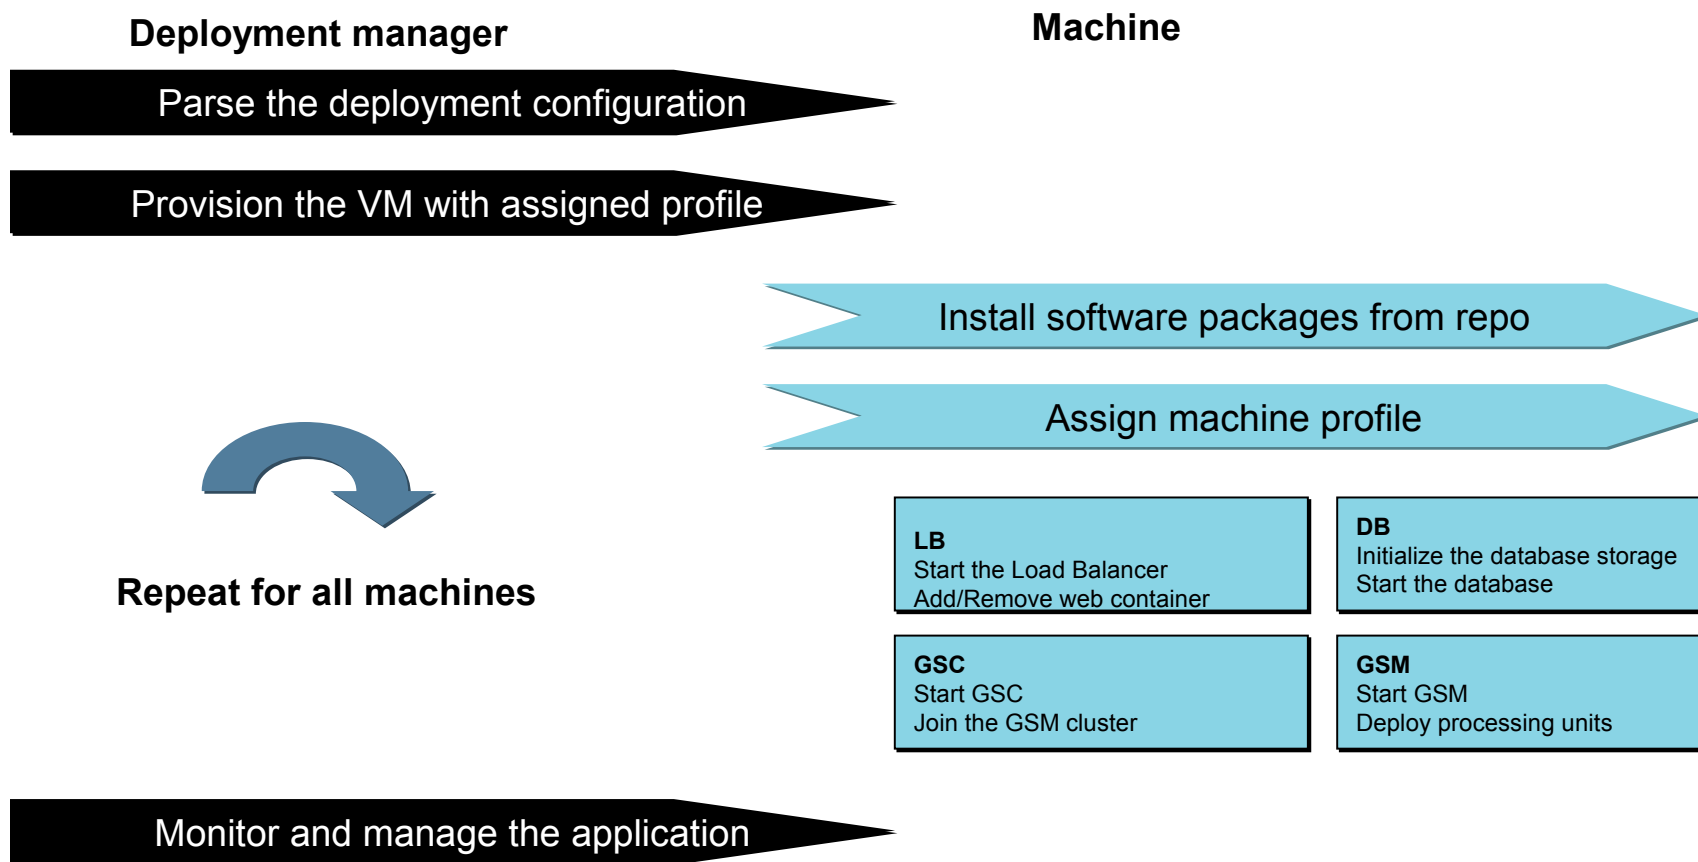 Deployment manager
Machine
Parse the deployment configuration
Provision the VM with assigned profile
Install software packages from repo
Assign machine profile
Repeat for all machines
LB
Start the Load Balancer
Add/Remove web container
DB
Initialize the database storage
Start the database
GSC
Start GSC
Join the GSM cluster
GSM
Start GSM
Deploy processing units
Monitor and manage the application